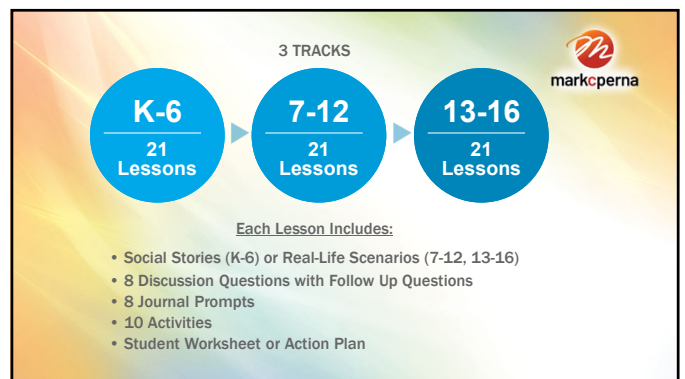 3 TRACKS
markcperna
K-6
21
Lessons
7-12
21
Lessons
13-16
21
Lessons
Each Lesson Includes:
• Social Stories (K-6) or Real-Life Scenarios (7-12, 13-16)
• 8 Discussion Questions with Follow Up Questions
• 8 Journal Prompts
• 10 Activities
• Student Worksheet or Action Plan